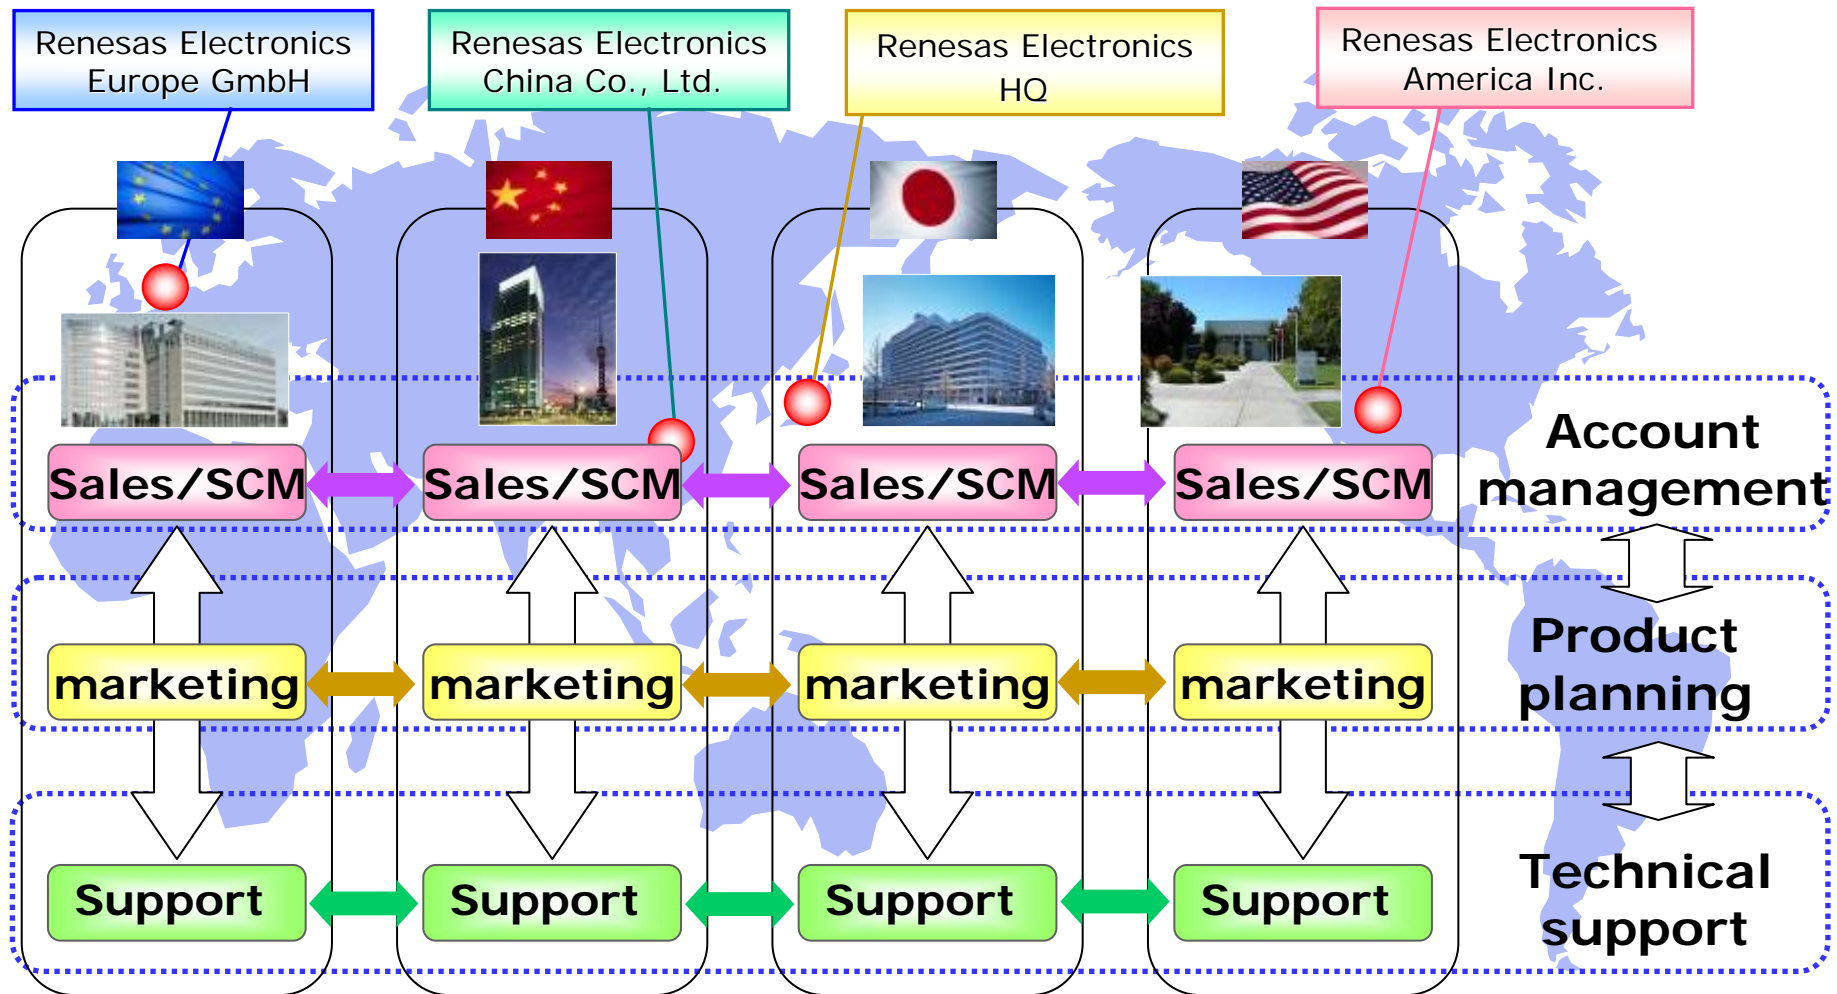 Renesas Electronics
Europe GmbH
Renesas Electronics
China Co., Ltd.
Renesas Electronics
HQ
Renesas Electronics
America Inc.
Sales/SCM
Sales/SCM
Sales/SCM
Sales/SCM
Account
management
marketing
marketing
marketing
marketing
Product
planning
Support
Support
Support
Support
Technical
support